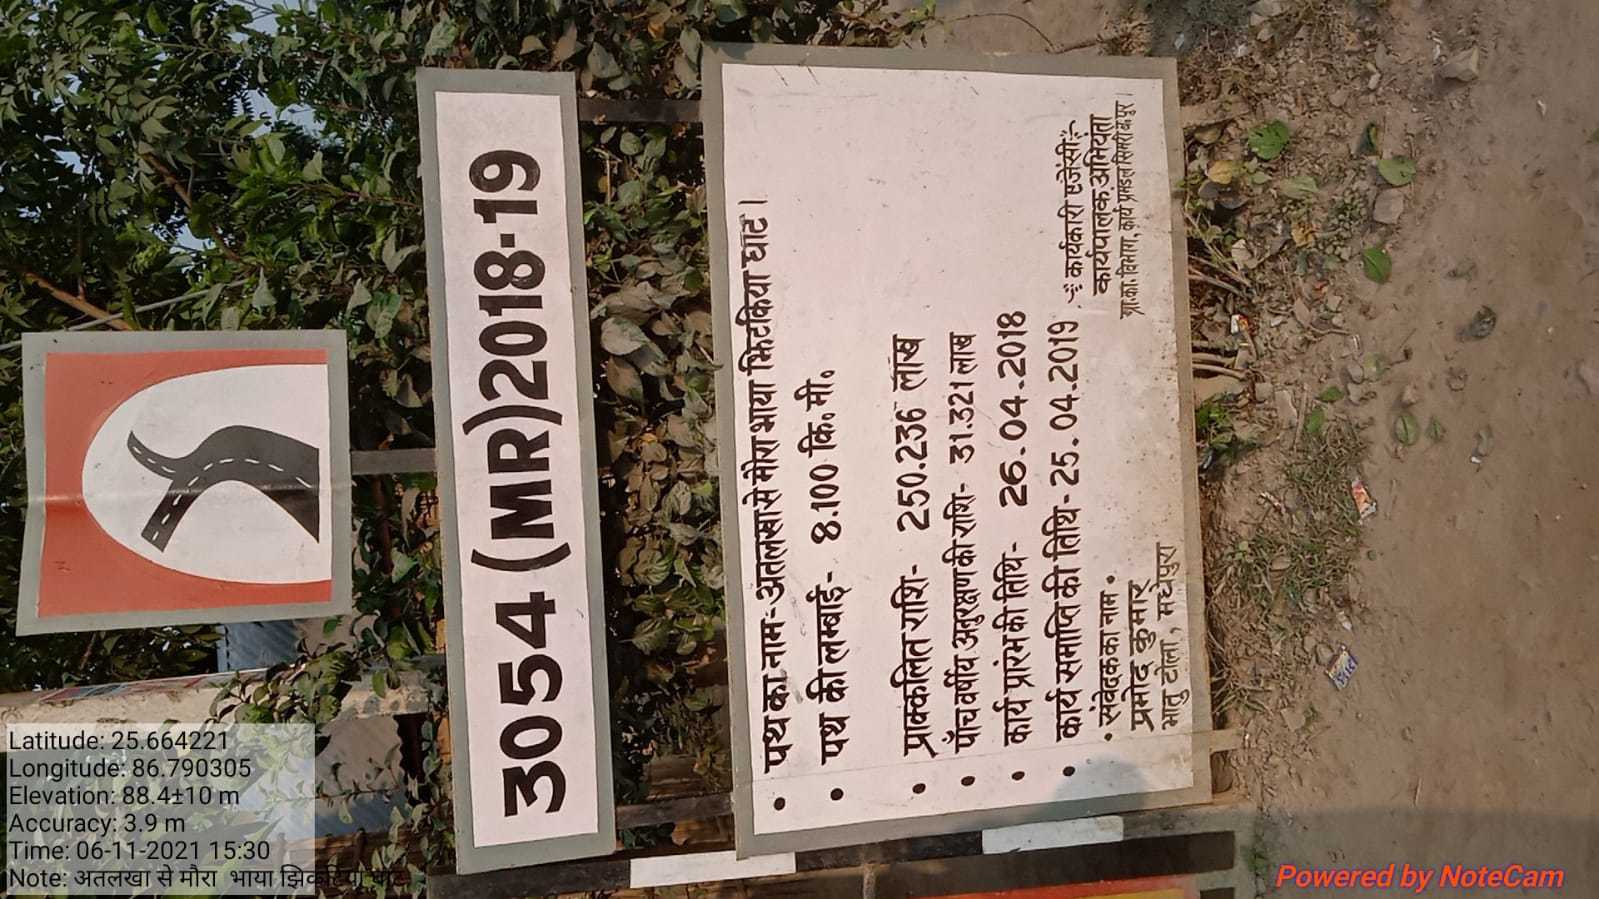 3054 (MR)2018-19
पथ का नाम:- अतलखा से मौरा भाया झिटकिया घाट।
पथ की लम्बाई- 8.100 कि.मी.
प्राक्कलित राशि- 250.236 लाख
पाँच वर्षीय अनुरक्षण की राशि- 31.321 लाख
कार्य प्रारंभ की तिथि- 26.04.2018
कार्य समाप्ति की तिथि- 25.04.2019
संवेदक का नाम
प्रमोद कुमार
भातु टोला, मधेपुरा
कार्यकारी एजेंसी
कार्यपालक अभियंता
ग्रा.का. विभाग, कार्य प्रमंडल
Latitude: 25.664221
Longitude: 86.790305
Elevation: 88.4±10 m
Accuracy: 3.9 m
Time: 06-11-2021 15:30
Note: अतलखा से मौरा भाया झिकटिया घाट
Powered by NoteCam